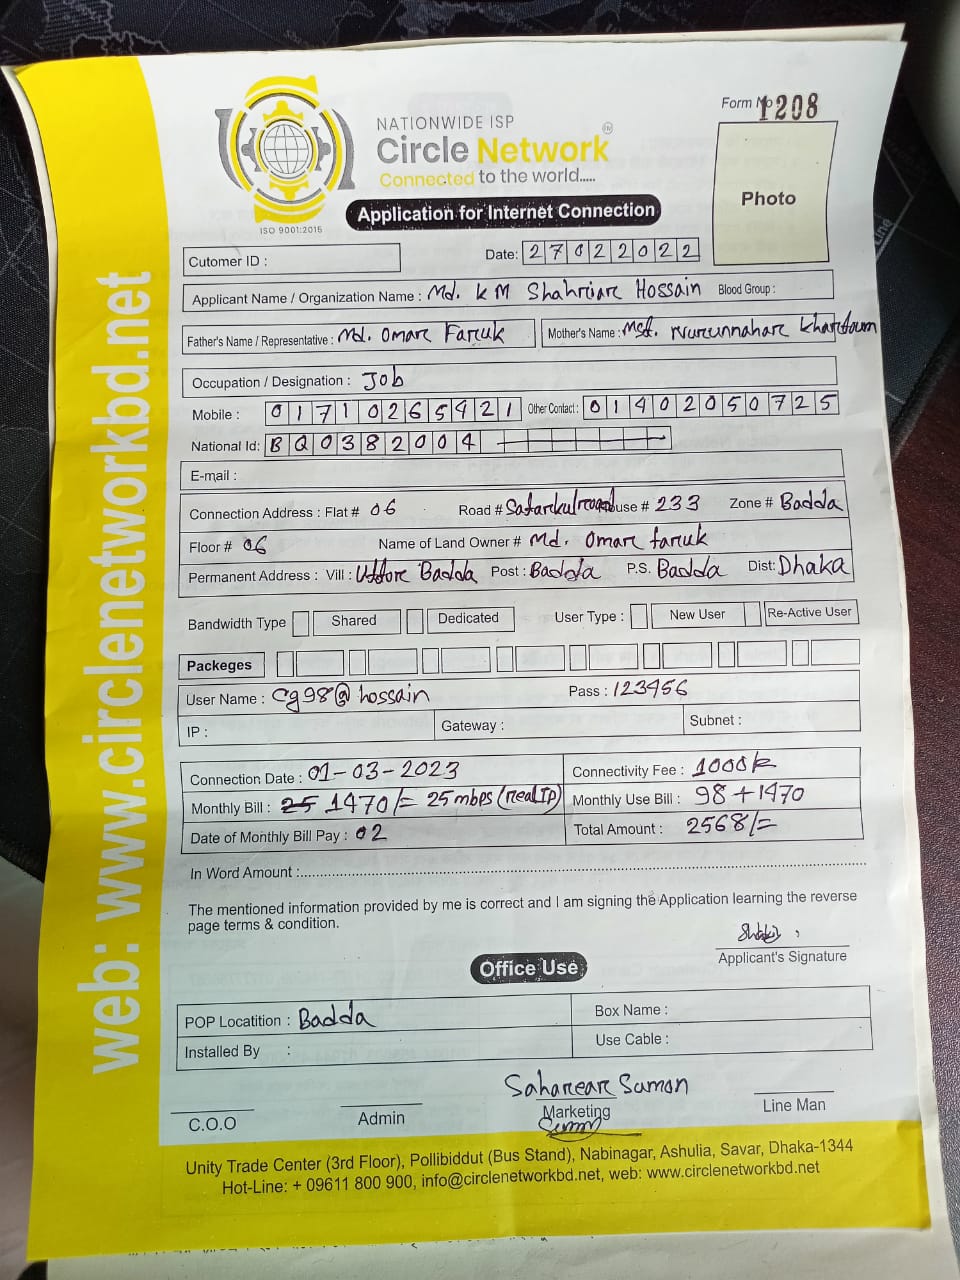 Form No 1208
NATIONWIDE ISP
Circle Network
Connected to the world.....
ISO 9001:2015
Application for Internet Connection
Photo
Cutomer ID :
Date: 27022022
Applicant Name / Organization Name : Md. K M Shahriar Hossain Blood Group :
Father's Name / Representative : Md. Omar Faruk Mother's Name : Mst. Nurunnahar Khardoum
Occupation / Designation : Job
Mobile : 01710265421 Other Contact : 01402050725
National Id: BQ0382004
E-mail :
Connection Address : Flat # 06 Road # Satarkul road House # 233 Zone # Badda
Floor # 06 Name of Land Owner # Md. Omar faruk
Permanent Address : Vill : Uttor Badda Post : Badda P.S. Badda Dist: Dhaka
Bandwidth Type Shared Dedicated User Type : New User Re-Active User
Packeges
User Name : cg98@hossain Pass : 123456
IP : Gateway : Subnet :
Connection Date : 01-03-2023 Connectivity Fee : 1000tk
Monthly Bill : 25 1470/= 25mbps (real IP) Monthly Use Bill : 98+1470
Date of Monthly Bill Pay : 02 Total Amount : 2568/=
In Word Amount :
The mentioned information provided by me is correct and I am signing the Application learning the reverse
page terms & condition.
Applicant's Signature
Office Use
POP Locatition : Badda Box Name :
Installed By : Use Cable :
Saharear Sumon
C.O.O Admin Marketing Line Man
Unity Trade Center (3rd Floor), Pollibiddut (Bus Stand), Nabinagar, Ashulia, Savar, Dhaka-1344
Hot-Line: + 09611 800 900, info@circlenetworkbd.net, web: www.circlenetworkbd.net
web: www.circlenetworkbd.net